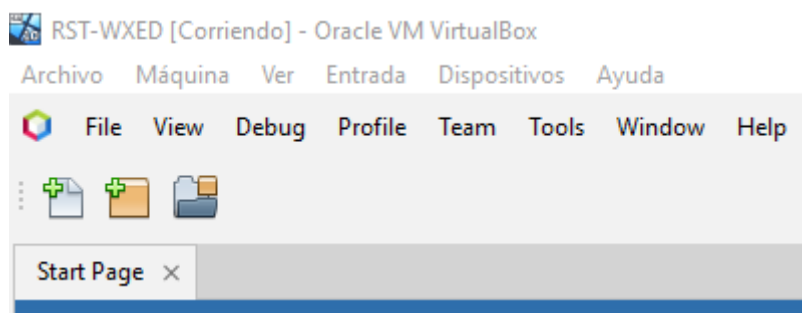 RST-WXED [Corriendo] - Oracle VM VirtualBox
Archivo Máquina Ver Entrada Dispositivos Ayuda
File View Debug Profile Team Tools Window Help
Start Page